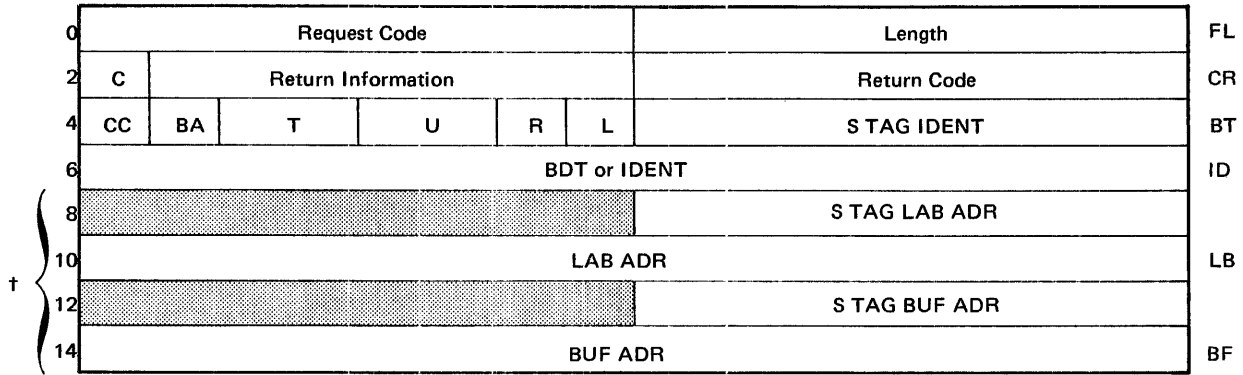 0 Request Code Length FL
2 C Return Information Return Code CR
4 CC BA T U R L S TAG IDENT BT
6 BDT or IDENT ID
8 S TAG LAB ADR
10 LAB ADR LB
†
12 S TAG BUF ADR
14 BUF ADR BF